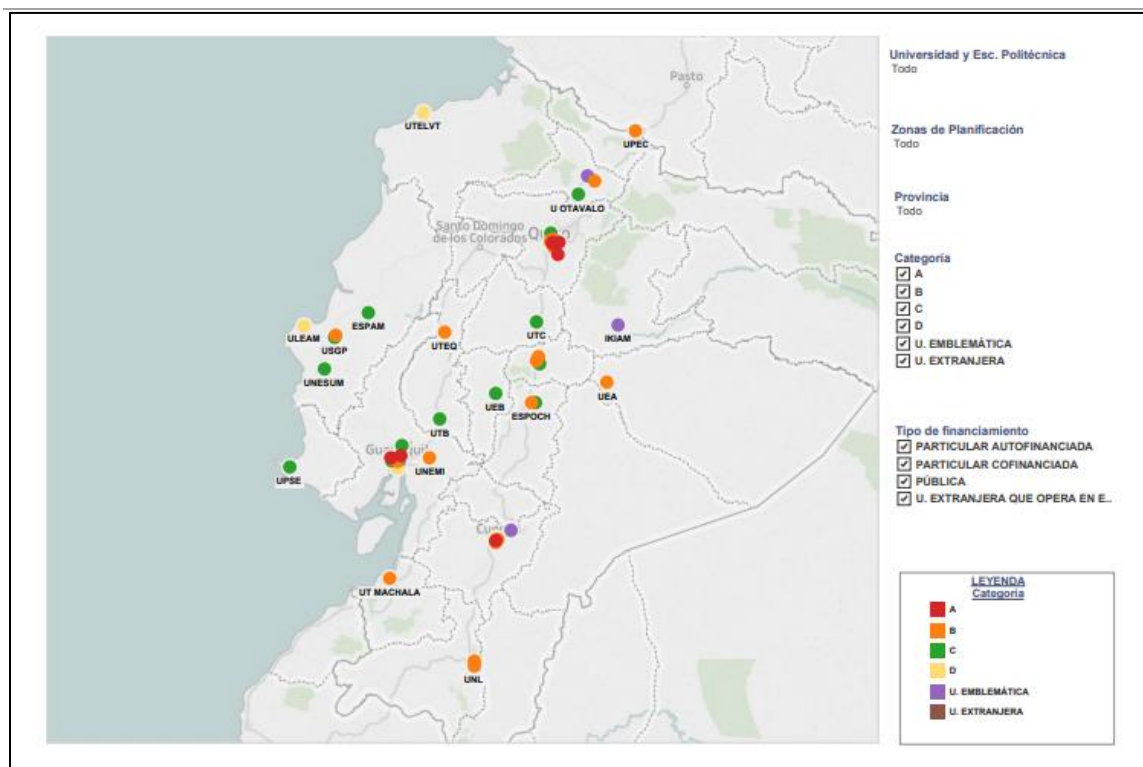 Pasto
UTELVT
UPEC
U OTAVALO
Santo Domingo
de los Colorados
ESPAM
ULEAM
USGP
UTEQ
UTC
IKIAM
UNESUM
UEB
ESPOCH
UEA
UTB
UNEMI
UPSE
UT MACHALA
UNL
Universidad y Esc. Politécnica
Todo
Zonas de Planificación
Todo
Provincia
Todo
Categoría
A
B
C
D
U. EMBLEMÁTICA
U. EXTRANJERA
Tipo de financiamiento
PARTICULAR AUTOFINANCIADA
PARTICULAR COFINANCIADA
PÚBLICA
U. EXTRANJERA QUE OPERA EN E..
LEYENDA
Categoría
A
B
C
D
U. EMBLEMÁTICA
U. EXTRANJERA